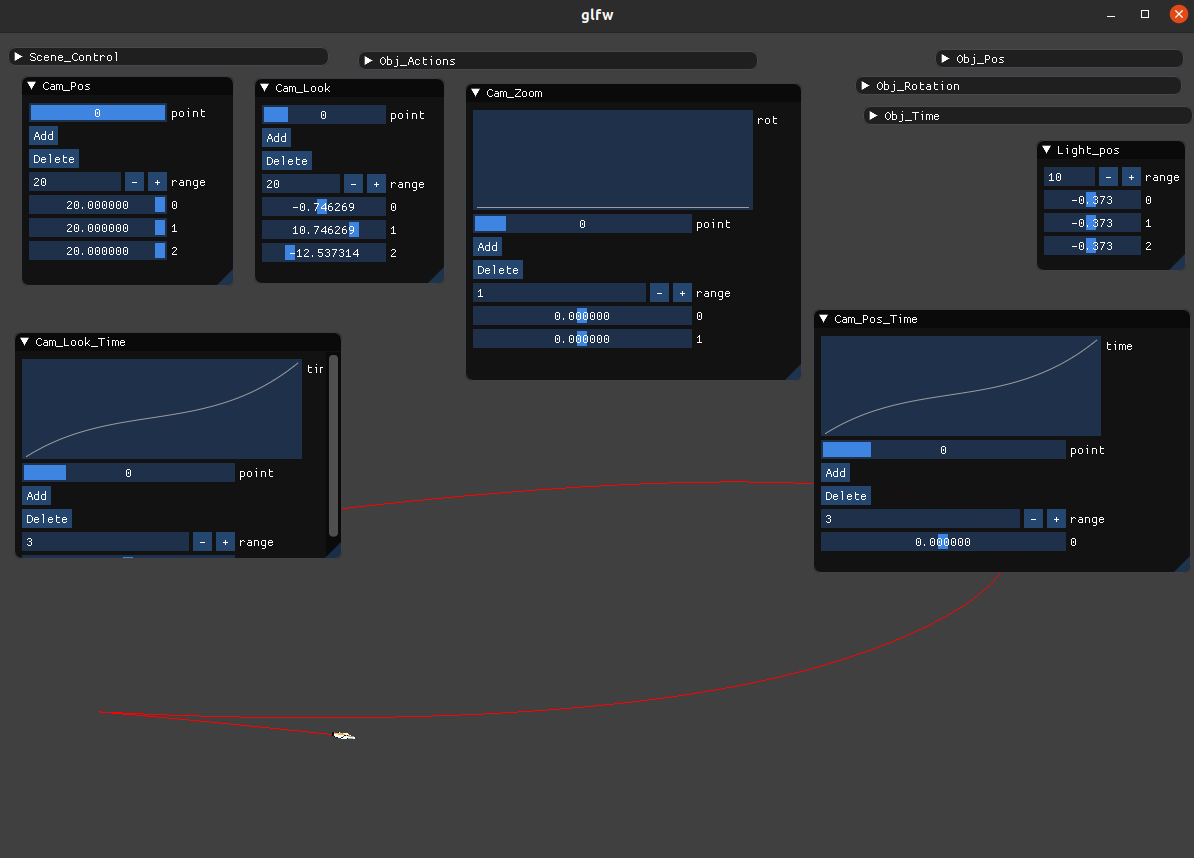 glfw
Scene_Control
Obj_Actions
Obj_Pos
Obj_Rotation
Obj_Time
Cam_Pos
0 point
Add
Delete
20 - + range
20.000000 0
20.000000 1
20.000000 2
Cam_Look
0 point
Add
Delete
20 - + range
-0.746269 0
10.746269 1
-12.537314 2
Cam_Zoom
rot
0 point
Add
Delete
1 - + range
0.000000 0
0.000000 1
Light_pos
10 - + range
-0.373 0
-0.373 1
-0.373 2
Cam_Look_Time
tir
0 point
Add
Delete
3 - + range
Cam_Pos_Time
time
0 point
Add
Delete
3 - + range
0.000000 0